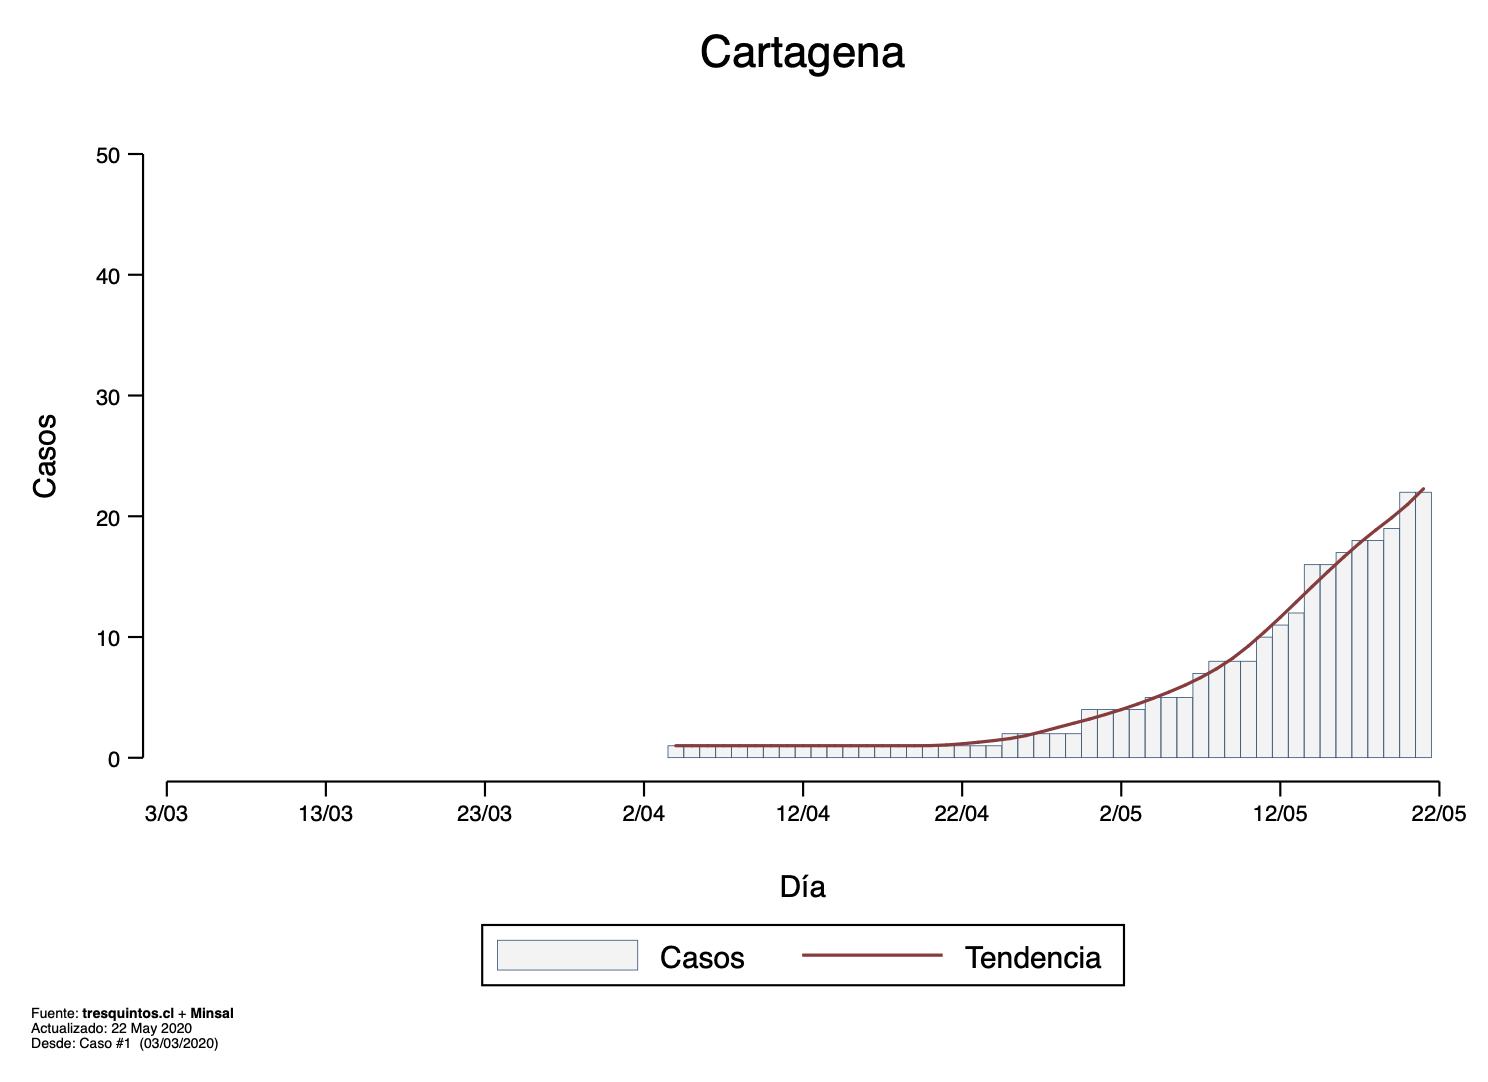 Cartagena
50
40
30
20
10
0
Casos
3/03 13/03 23/03 2/04 12/04 22/04 2/05 12/05 22/05
Día
Casos Tendencia
Fuente: tresquintos.cl + Minsal
Actualizado: 22 May 2020
Desde: Caso #1 (03/03/2020)